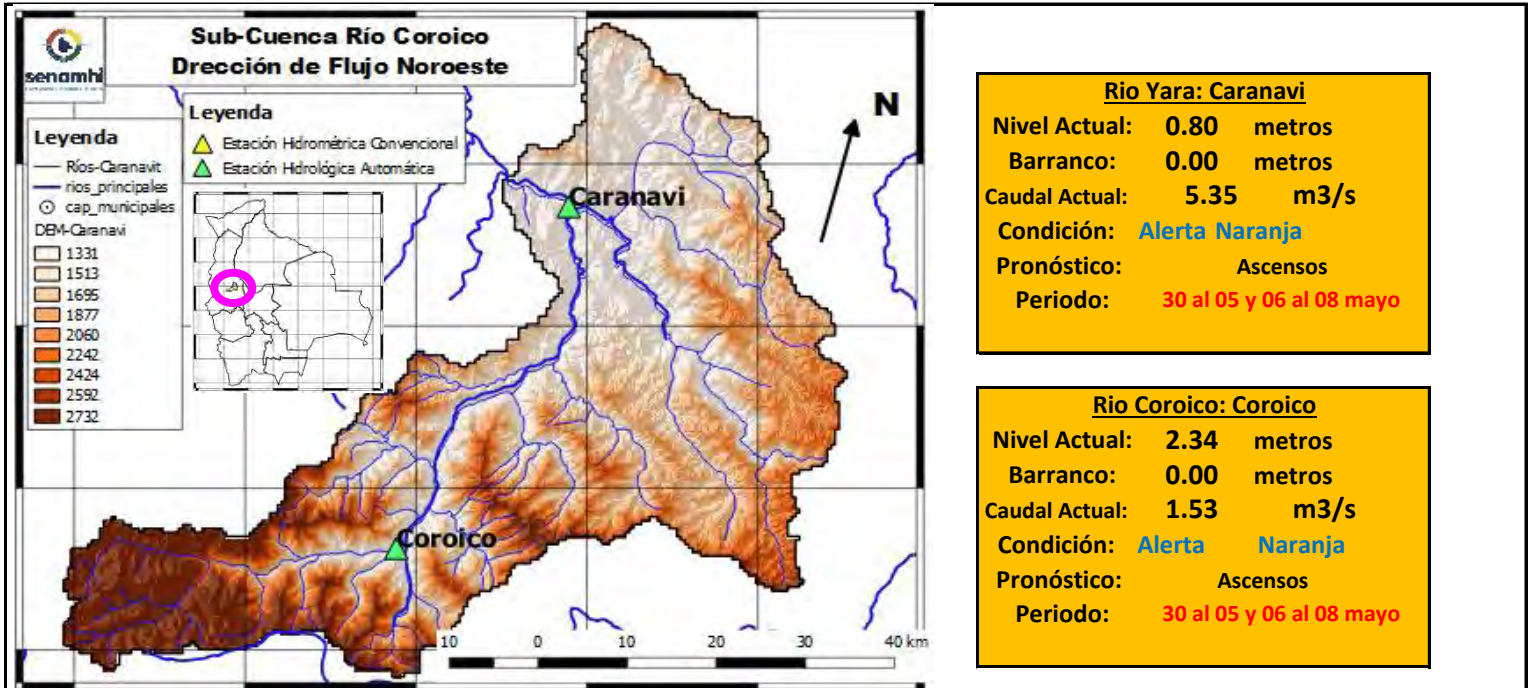 senamhi
Sub-Cuenca Río Coroico
Drección de Flujo Noroeste
Leyenda
Estación Hidrométrica Convencional
Estación Hidrológica Automática
Leyenda
Ríos-Caranavit
rios_principales
cap_municipales
DEM-Caranavi
1331
1513
1695
1877
2060
2242
2424
2592
2732
N
Caranavi
Coroico
10 0 10 20 30 40 km
Rio Yara: Caranavi
Nivel Actual: 0.80 metros
Barranco: 0.00 metros
Caudal Actual: 5.35 m3/s
Condición: Alerta Naranja
Pronóstico: Ascensos
Periodo: 30 al 05 y 06 al 08 mayo
Rio Coroico: Coroico
Nivel Actual: 2.34 metros
Barranco: 0.00 metros
Caudal Actual: 1.53 m3/s
Condición: Alerta Naranja
Pronóstico: Ascensos
Periodo: 30 al 05 y 06 al 08 mayo